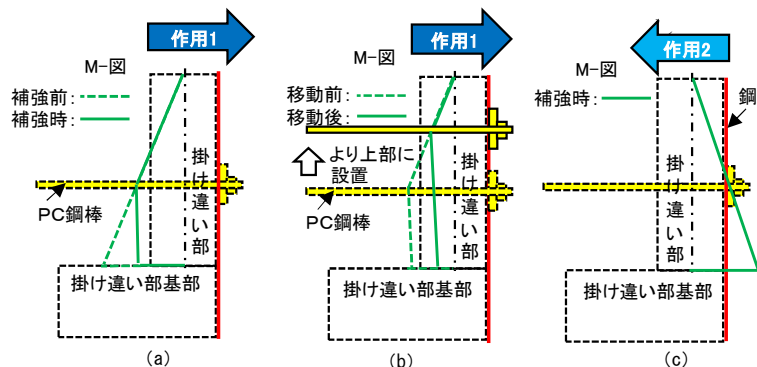 作用1
M-図
補強前:
補強時:
掛け違い部
PC鋼棒
掛け違い部基部
(a)
作用1
M-図
移動前:
移動後:
より上部に
設置
掛け違い部
PC鋼棒
掛け違い部基部
(b)
作用2
M-図
補強時:
鋼
掛け違い部
掛け違い部基部
(c)